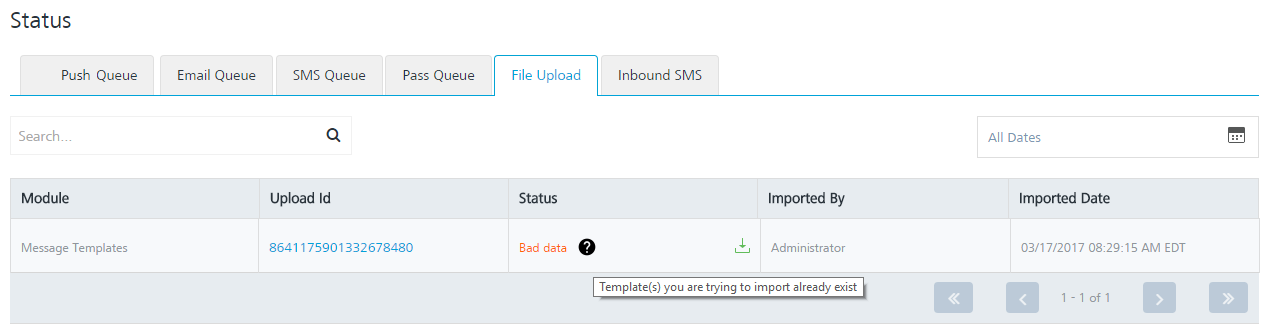 Status
Push Queue Email Queue SMS Queue Pass Queue File Upload Inbound SMS
Search... All Dates
Module Upload Id Status Imported By Imported Date
Message Templates 8641175901332678480 Bad data ? Administrator 03/17/2017 08:29:15 AM EDT
Template(s) you are trying to import already exist
1 - 1 of 1